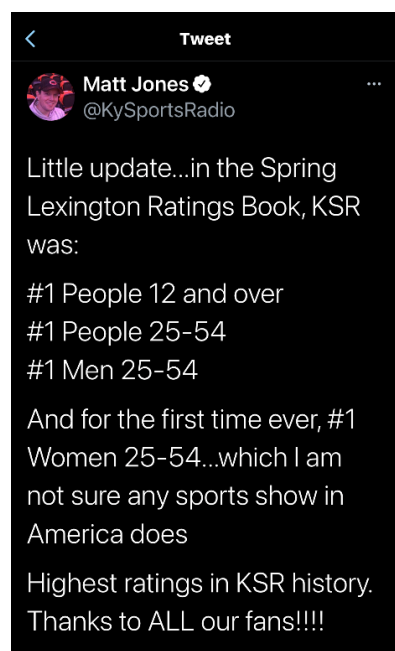 Tweet
Matt Jones
@KySportsRadio
Little update...in the Spring
Lexington Ratings Book, KSR
was:
#1 People 12 and over
#1 People 25-54
#1 Men 25-54
And for the first time ever, #1
Women 25-54...which I am
not sure any sports show in
America does
Highest ratings in KSR history.
Thanks to ALL our fans!!!!